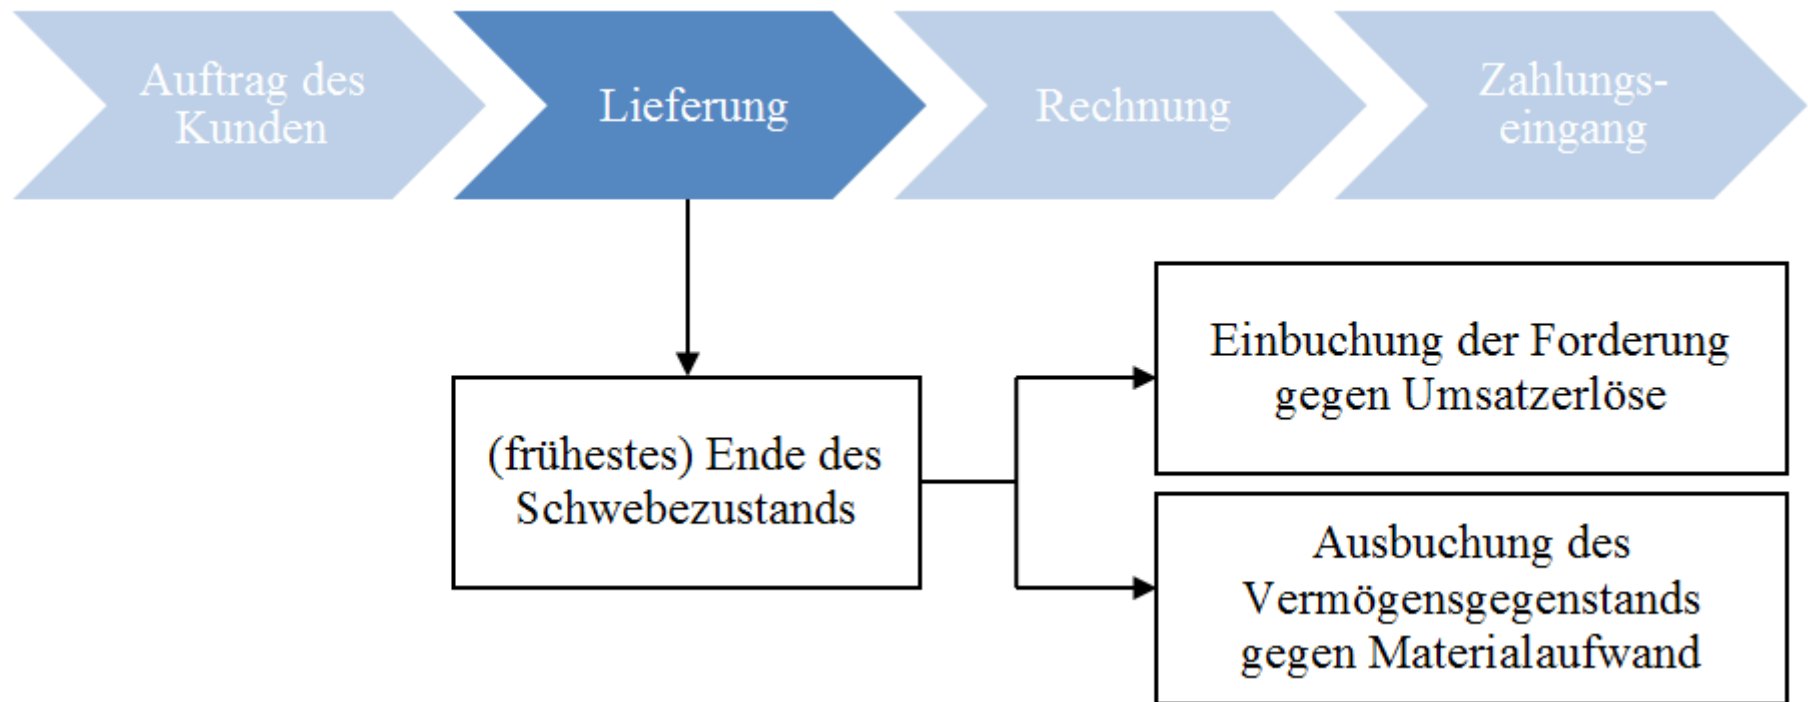 Auftrag des
Kunden
Lieferung
Rechnung
Zahlungs-
eingang
(frühestes) Ende des
Schwebezustands
Einbuchung der Forderung
gegen Umsatzerlöse
Ausbuchung des
Vermögensgegenstands
gegen Materialaufwand